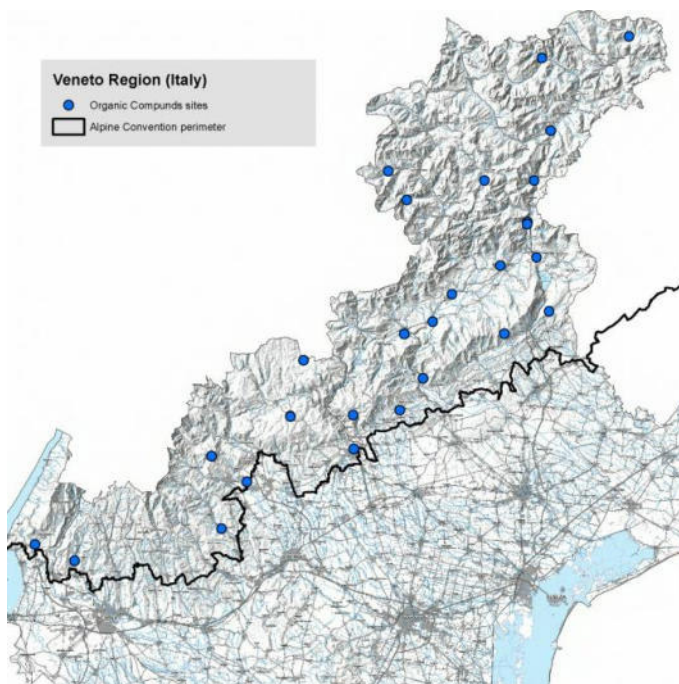 Veneto Region (Italy)
Organic Compunds sites
Alpine Convention perimeter